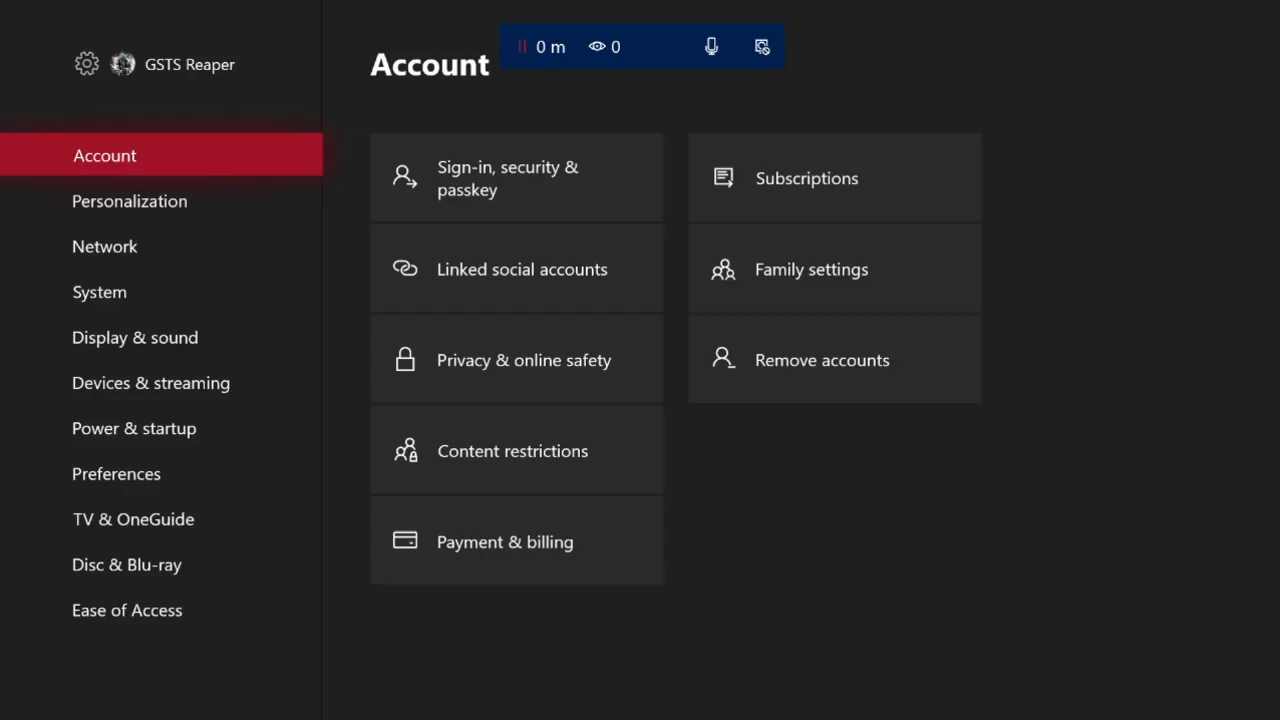 GSTS Reaper
Account
Personalization
Network
System
Display & sound
Devices & streaming
Power & startup
Preferences
TV & OneGuide
Disc & Blu-ray
Ease of Access
0 m 0
Account
Sign-in, security &
passkey
Linked social accounts
Privacy & online safety
Content restrictions
Payment & billing
Subscriptions
Family settings
Remove accounts